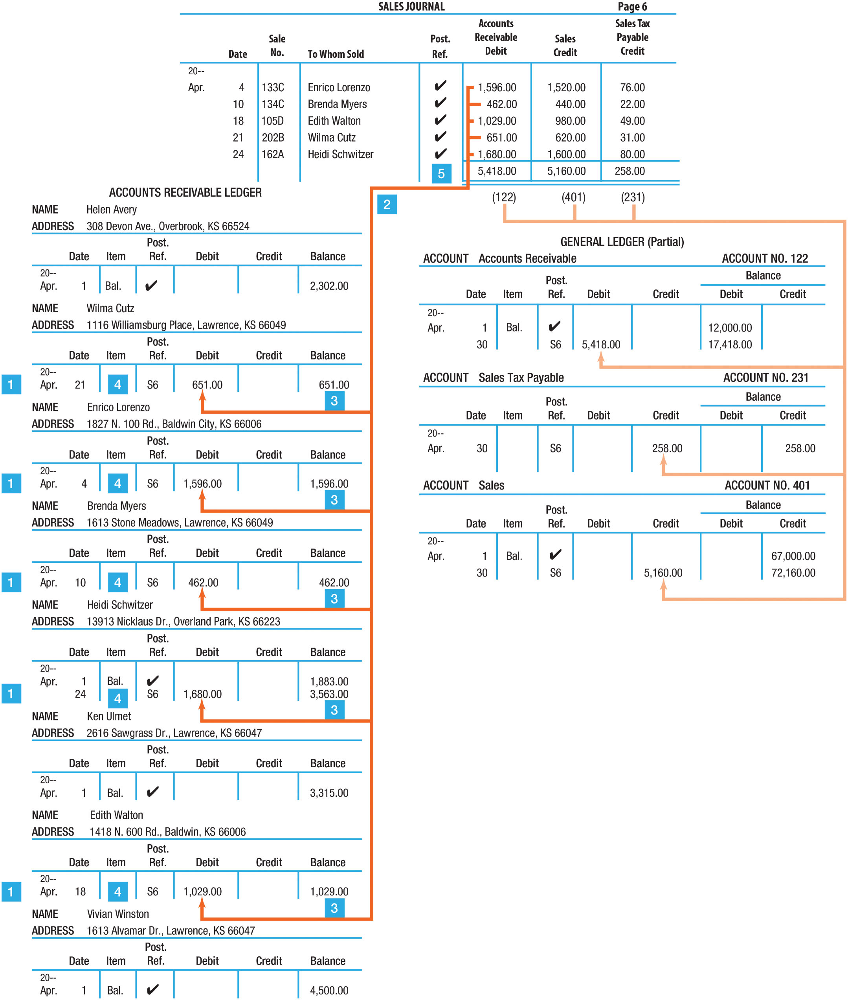 SALES JOURNAL Page 6
Accounts Sales Tax
Sale Post. Receivable Sales Payable
Date No. To Whom Sold Ref. Debit Credit Credit
20--
Apr. 4 133C Enrico Lorenzo ✔ 1,596.00 1,520.00 76.00
10 134C Brenda Myers ✔ 462.00 440.00 22.00
18 105D Edith Walton ✔ 1,029.00 980.00 49.00
21 202B Wilma Cutz ✔ 651.00 620.00 31.00
24 162A Heidi Schwitzer ✔ 1,680.00 1,600.00 80.00
5 5,418.00 5,160.00 258.00
2 (122) (401) (231)
ACCOUNTS RECEIVABLE LEDGER
NAME Helen Avery
ADDRESS 308 Devon Ave., Overbrook, KS 66524
Post.
Date Item Ref. Debit Credit Balance
20--
Apr. 1 Bal. ✔ 2,302.00
NAME Wilma Cutz
ADDRESS 1116 Williamsburg Place, Lawrence, KS 66049
Post.
Date Item Ref. Debit Credit Balance
20--
1 Apr. 21 4 S6 651.00 651.00
3
NAME Enrico Lorenzo
ADDRESS 1827 N. 100 Rd., Baldwin City, KS 66006
Post.
Date Item Ref. Debit Credit Balance
20--
1 Apr. 4 4 S6 1,596.00 1,596.00
3
NAME Brenda Myers
ADDRESS 1613 Stone Meadows, Lawrence, KS 66049
Post.
Date Item Ref. Debit Credit Balance
20--
1 Apr. 10 4 S6 462.00 462.00
3
NAME Heidi Schwitzer
ADDRESS 13913 Nicklaus Dr., Overland Park, KS 66223
Post.
Date Item Ref. Debit Credit Balance
20--
Apr. 1 Bal. ✔ 1,883.00
1 24 4 S6 1,680.00 3,563.00
3
NAME Ken Ulmet
ADDRESS 2616 Sawgrass Dr., Lawrence, KS 66047
Post.
Date Item Ref. Debit Credit Balance
20--
Apr. 1 Bal. ✔ 3,315.00
NAME Edith Walton
ADDRESS 1418 N. 600 Rd., Baldwin, KS 66006
Post.
Date Item Ref. Debit Credit Balance
20--
1 Apr. 18 4 S6 1,029.00 1,029.00
3
NAME Vivian Winston
ADDRESS 1613 Alvamar Dr., Lawrence, KS 66047
Post.
Date Item Ref. Debit Credit Balance
20--
Apr. 1 Bal. ✔ 4,500.00
GENERAL LEDGER (Partial)
ACCOUNT Accounts Receivable ACCOUNT NO. 122
Balance
Post.
Date Item Ref. Debit Credit Debit Credit
20--
Apr. 1 Bal. ✔ 12,000.00
30 S6 5,418.00 17,418.00
ACCOUNT Sales Tax Payable ACCOUNT NO. 231
Balance
Post.
Date Item Ref. Debit Credit Debit Credit
20--
Apr. 30 S6 258.00 258.00
ACCOUNT Sales ACCOUNT NO. 401
Balance
Post.
Date Item Ref. Debit Credit Debit Credit
20--
Apr. 1 Bal. ✔ 67,000.00
30 S6 5,160.00 72,160.00